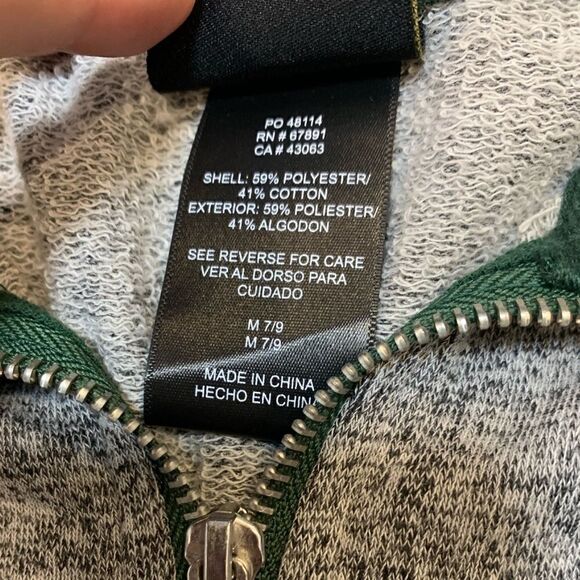 PO 48114
RN # 67891
CA # 43063
SHELL: 59% POLYESTER/
41% COTTON
EXTERIOR: 59% POLIESTER/
41% ALGODON
SEE REVERSE FOR CARE
VER AL DORSO PARA
CUIDADO
M 7/9
M 7/9
MADE IN CHINA
HECHO EN CHINA